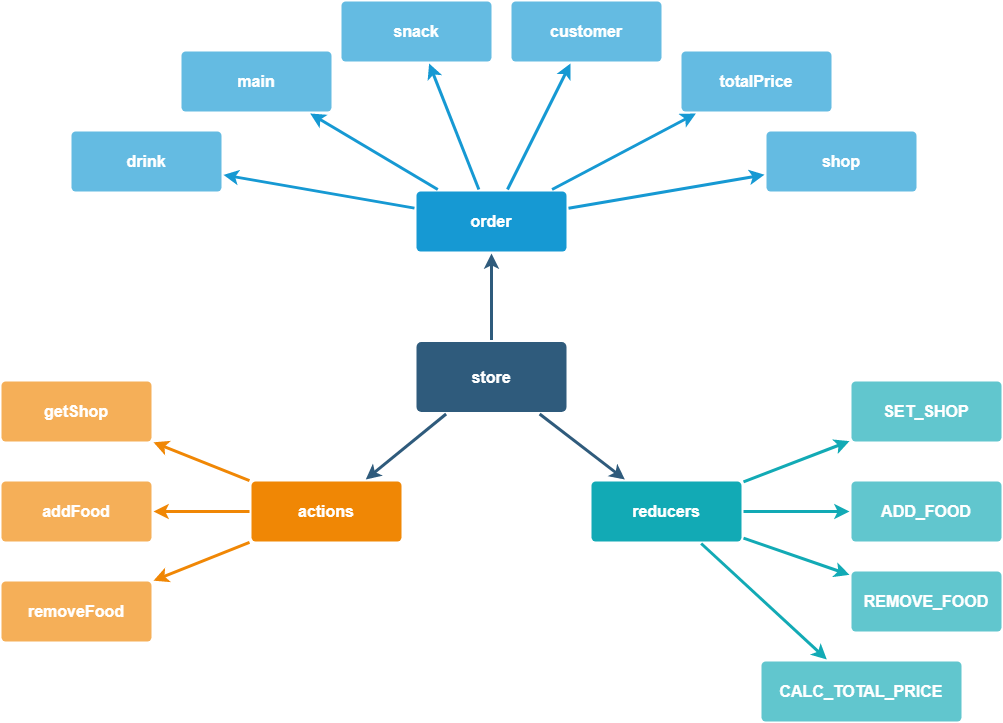 snack
customer
main
totalPrice
drink
shop
order
store
getShop
SET_SHOP
addFood
actions
reducers
ADD_FOOD
removeFood
REMOVE_FOOD
CALC_TOTAL_PRICE